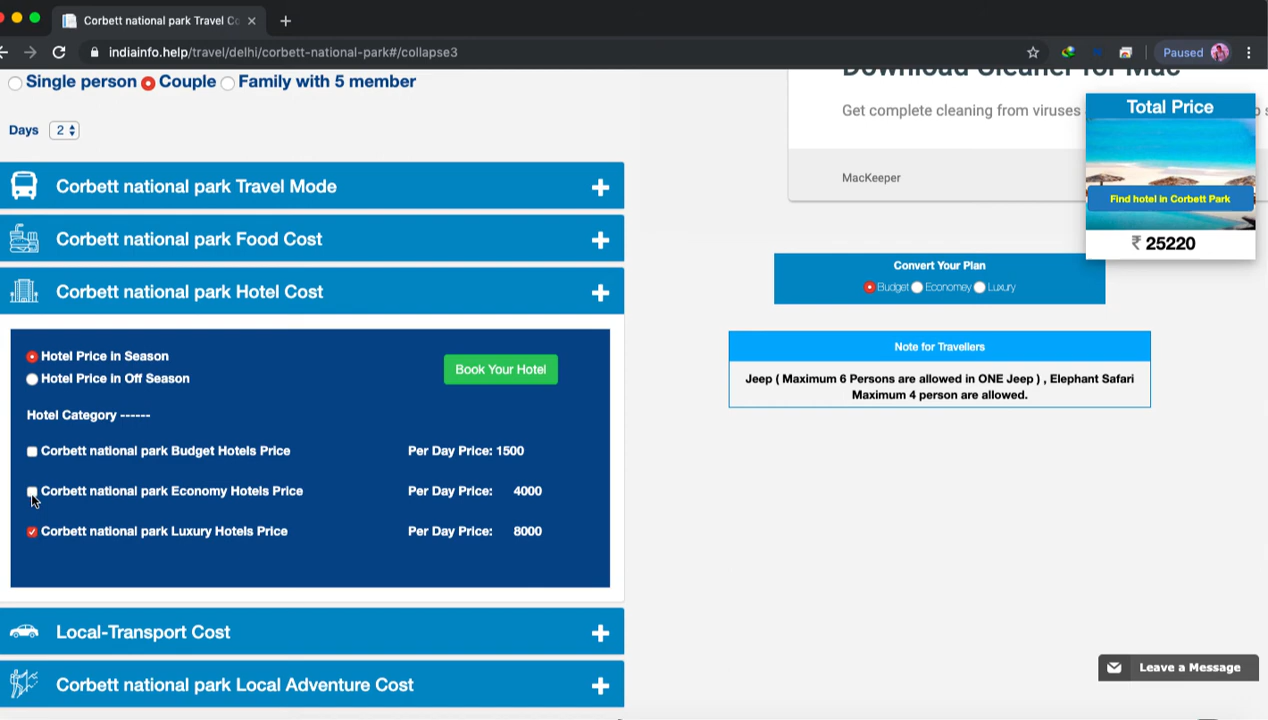 Corbett national park Travel Co
indiainfo.help/travel/delhi/corbett-national-park#/collapse3
Paused
Single person Couple Family with 5 member
Days 2
Corbett national park Travel Mode
Corbett national park Food Cost
Corbett national park Hotel Cost
Hotel Price in Season
Hotel Price in Off Season
Book Your Hotel
Hotel Category ------
Corbett national park Budget Hotels Price Per Day Price: 1500
Corbett national park Economy Hotels Price Per Day Price: 4000
Corbett national park Luxury Hotels Price Per Day Price: 8000
Local-Transport Cost
Corbett national park Local Adventure Cost
Download Cleaner for Mac
Get complete cleaning from viruses
MacKeeper
Total Price
Find hotel in Corbett Park
₹ 25220
Convert Your Plan
Budget Economey Luxury
Note for Travellers
Jeep ( Maximum 6 Persons are allowed in ONE Jeep ) , Elephant Safari
Maximum 4 person are allowed.
Leave a Message